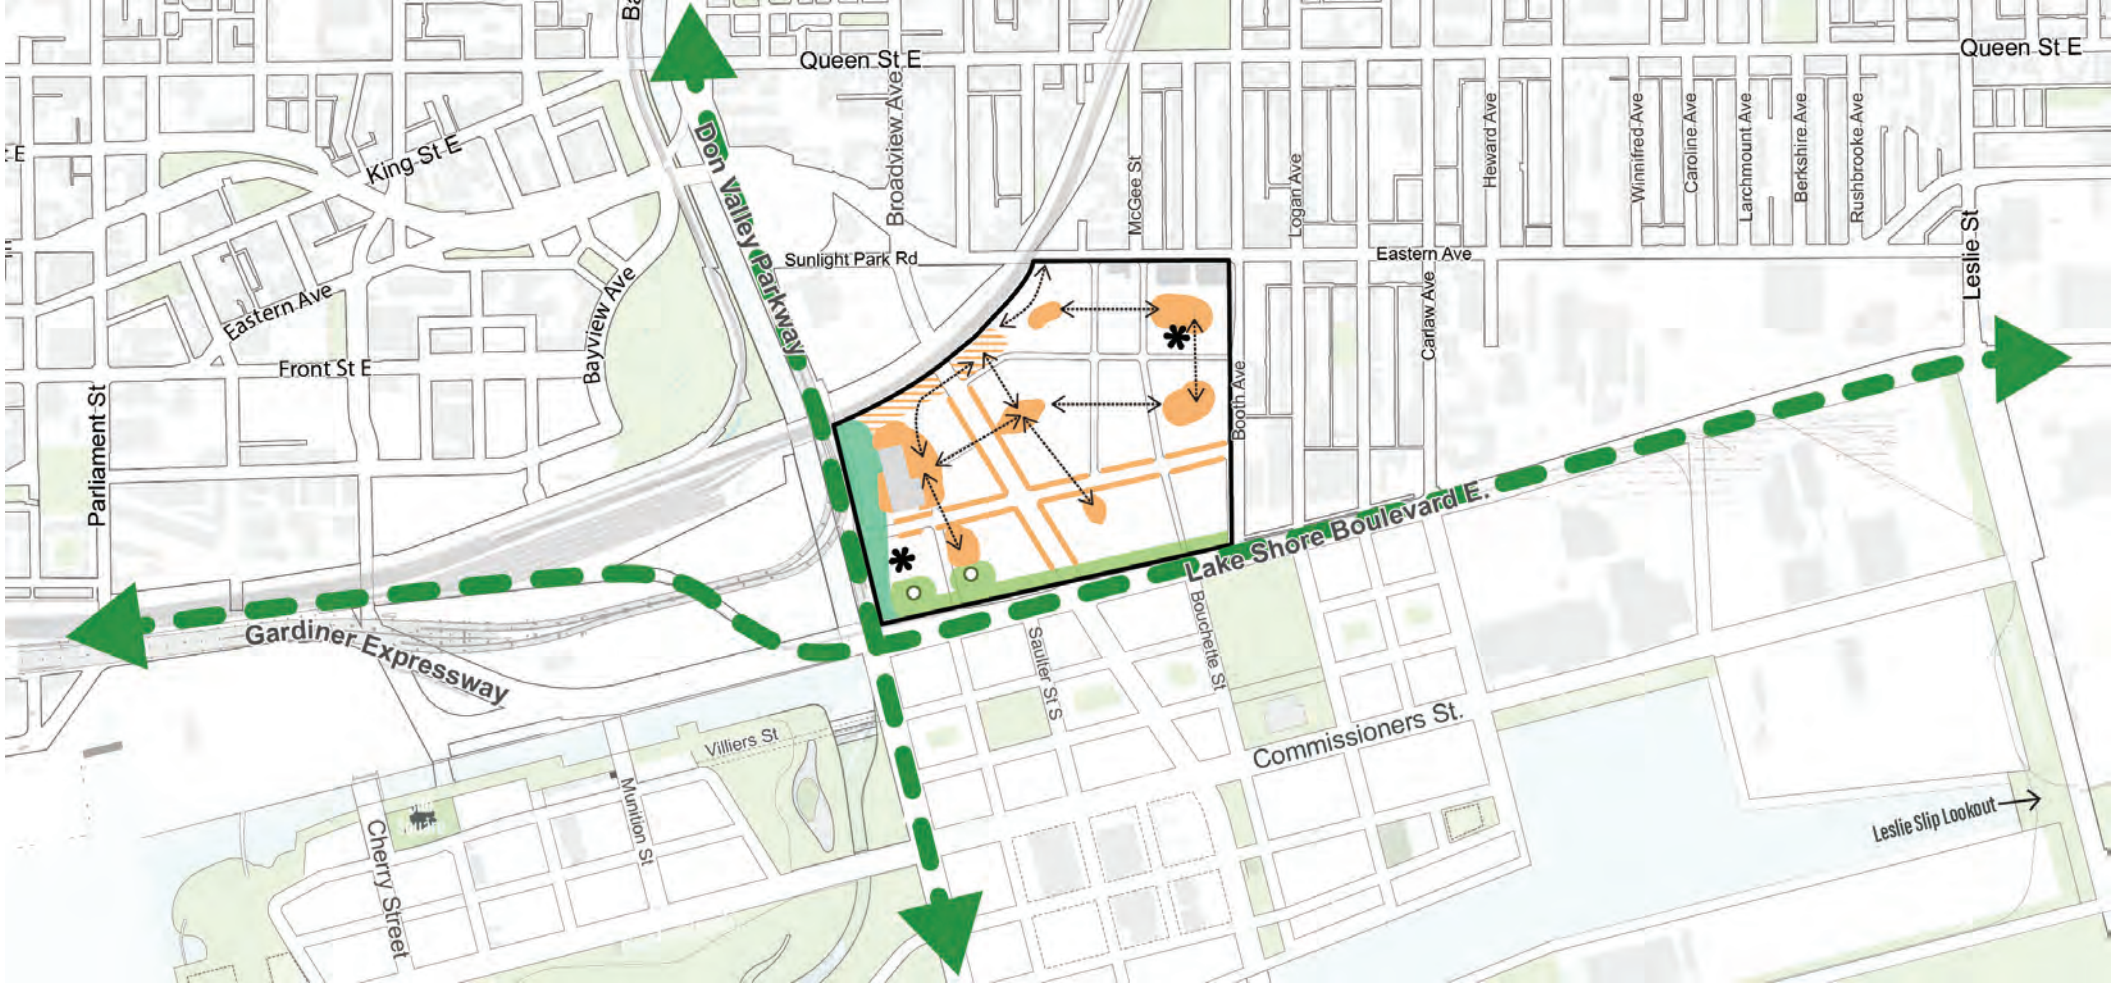 Queen St E
Queen St E
Ba
E
King St E
Don Valley Parkway
Broadview Ave
McGee St
Logan Ave
Heward Ave
Winnifred Ave
Caroline Ave
Larchmount Ave
Berkshire Ave
Rushbrooke Ave
Leslie St
Sunlight Park Rd
Eastern Ave
Eastern Ave
Bayview Ave
Carlaw Ave
Front St E
Parliament St
Booth Ave
Lake Shore Boulevard E.
Gardiner Expressway
Saulter St S
Bouchette St
Villiers St
Commissioners St.
Munition St
Cherry Street
Leslie Slip Lookout